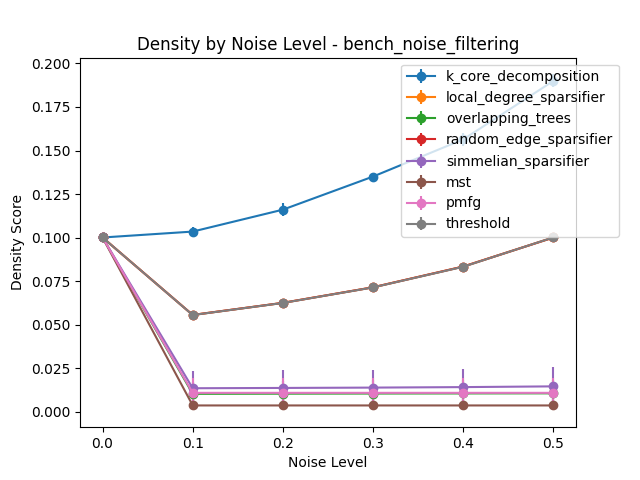 Density by Noise Level - bench_noise_filtering
0.200
0.175
0.150
0.125
0.100
0.075
0.050
0.025
0.000
Density Score
k_core_decomposition
local_degree_sparsifier
overlapping_trees
random_edge_sparsifier
simmelian_sparsifier
mst
pmfg
threshold
0.0 0.1 0.2 0.3 0.4 0.5
Noise Level